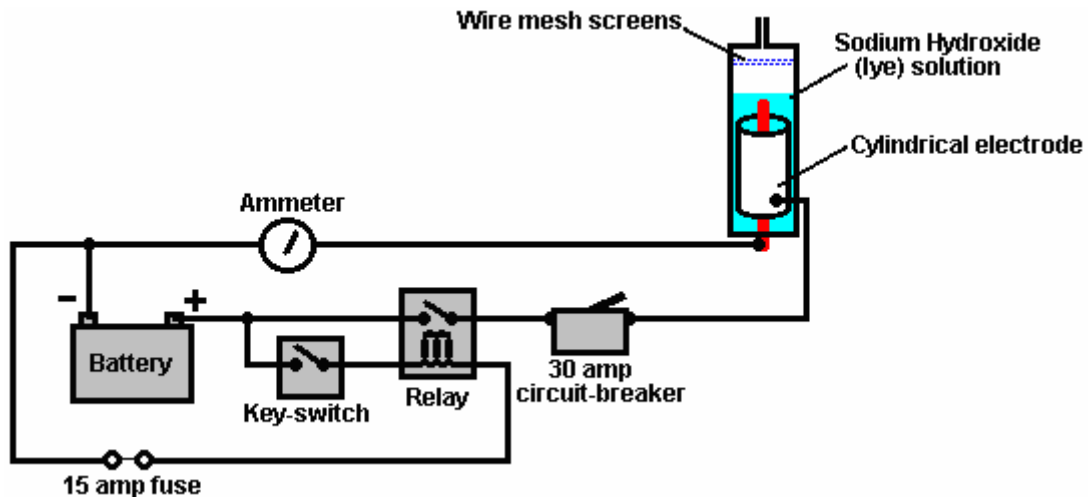 Wire mesh screens
Sodium Hydroxide
(lye) solution
Cylindrical electrode
Ammeter
-
+
Battery
Key-switch
Relay
30 amp
circuit-breaker
15 amp fuse